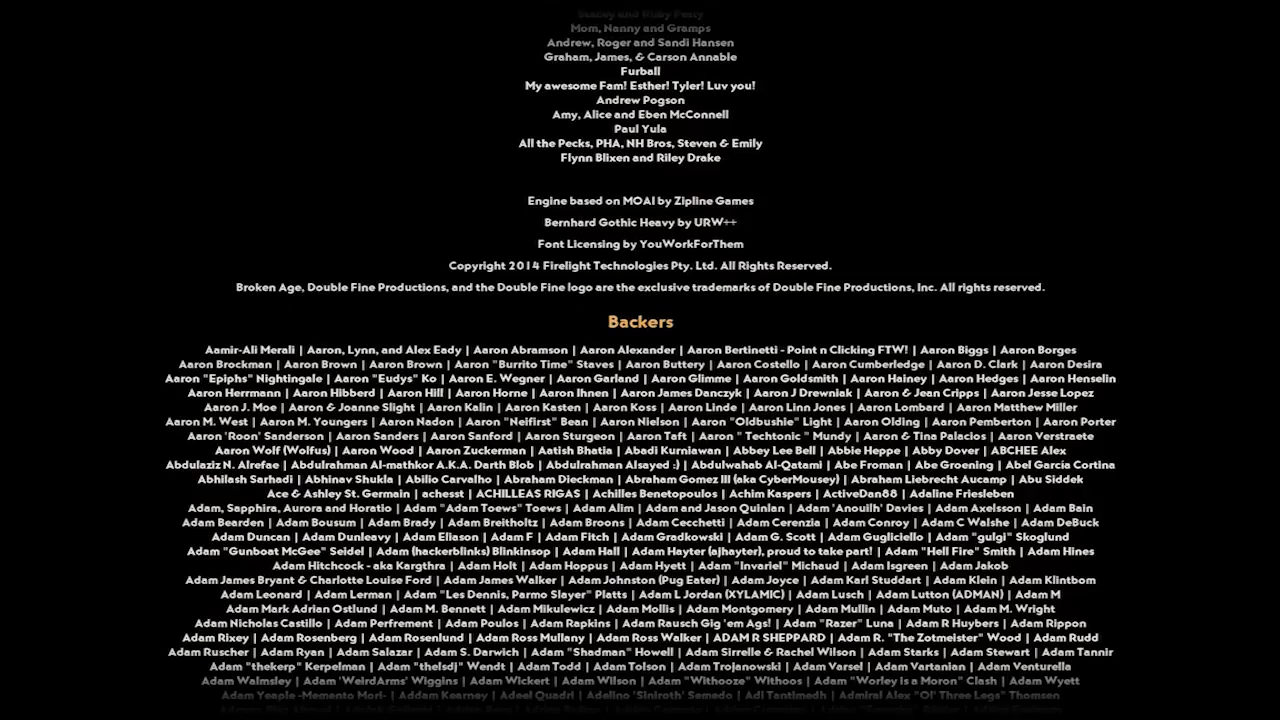 Mom, Nanny and Gramps
Andrew, Roger and Sandi Hansen
Graham, James, & Carson Annable
Furball
My awesome Fam! Esther! Tyler! Luv you!
Andrew Pogson
Amy, Alice and Eben McConnell
Paul Yula
All the Pecks, PHA, NH Bros, Steven & Emily
Flynn Blixen and Riley Drake
Engine based on MOAI by Zipline Games
Bernhard Gothic Heavy by URW++
Font Licensing by YouWorkForThem
Copyright 2014 Firelight Technologies Pty. Ltd. All Rights Reserved.
Broken Age, Double Fine Productions, and the Double Fine logo are the exclusive trademarks of Double Fine Productions, Inc. All rights reserved.
Backers
Aamir-Ali Merali | Aaron, Lynn, and Alex Eady | Aaron Abramson | Aaron Alexander | Aaron Bertinetti - Point n Clicking FTW! | Aaron Biggs | Aaron Borges
Aaron Brockman | Aaron Brown | Aaron Brown | Aaron "Burrito Time" Staves | Aaron Buttery | Aaron Costello | Aaron Cumberledge | Aaron D. Clark | Aaron Desira
Aaron "Epiphs" Nightingale | Aaron "Eudys" Ko | Aaron E. Wegner | Aaron Garland | Aaron Glimme | Aaron Goldsmith | Aaron Hainey | Aaron Hedges | Aaron Henselin
Aaron Herrmann | Aaron Hibberd | Aaron Hill | Aaron Horne | Aaron Ihnen | Aaron James Danczyk | Aaron J Drewniak | Aaron & Jean Cripps | Aaron Jesse Lopez
Aaron J. Moe | Aaron & Joanne Slight | Aaron Kalin | Aaron Kasten | Aaron Koss | Aaron Linde | Aaron Linn Jones | Aaron Lombard | Aaron Matthew Miller
Aaron M. West | Aaron M. Youngers | Aaron Nadon | Aaron "Neifirst" Bean | Aaron Nielson | Aaron "Oldbushie" Light | Aaron Olding | Aaron Pemberton | Aaron Porter
Aaron 'Roon' Sanderson | Aaron Sanders | Aaron Sanford | Aaron Sturgeon | Aaron Taft | Aaron " Techtonic " Mundy | Aaron & Tina Palacios | Aaron Verstraete
Aaron Wolf (Wolfus) | Aaron Wood | Aaron Zuckerman | Aatish Bhatia | Abadi Kurniawan | Abbey Lee Bell | Abbie Heppe | Abby Dover | ABCHEE Alex
Abdulaziz N. Alrefae | Abdulrahman Al-mathkor A.K.A. Darth Blob | Abdulrahman Alsayed :) | Abdulwahab Al-Qatami | Abe Froman | Abe Groening | Abel Garcia Cortina
Abhilash Sarhadi | Abhinav Shukla | Abilio Carvalho | Abraham Dieckman | Abraham Gomez III (aka CyberMousey) | Abraham Liebrecht Aucamp | Abu Siddek
Ace & Ashley St. Germain | achesst | ACHILLEAS RIGAS | Achilles Benetopoulos | Achim Kaspers | ActiveDan88 | Adaline Friesleben
Adam, Sapphira, Aurora and Horatio | Adam "Adam Toews" Toews | Adam Alim | Adam and Jason Quinlan | Adam 'Anouilh' Davies | Adam Axelsson | Adam Bain
Adam Bearden | Adam Bousum | Adam Brady | Adam Breitholtz | Adam Broons | Adam Cecchetti | Adam Cerenzia | Adam Conroy | Adam C Walshe | Adam DeBuck
Adam Duncan | Adam Dunleavy | Adam Eliason | Adam F | Adam Fitch | Adam Gradkowski | Adam G. Scott | Adam Gugliciello | Adam "gulgi" Skoglund
Adam "Gunboat McGee" Seidel | Adam (hackerblinks) Blinkinsop | Adam Hall | Adam Hayter (ajhayter), proud to take part! | Adam "Hell Fire" Smith | Adam Hines
Adam Hitchcock - aka Kargthra | Adam Holt | Adam Hoppus | Adam Hyett | Adam "Invariel" Michaud | Adam Isgreen | Adam Jakob
Adam James Bryant & Charlotte Louise Ford | Adam James Walker | Adam Johnston (Pug Eater) | Adam Joyce | Adam Karl Studdart | Adam Klein | Adam Klintbom
Adam Leonard | Adam Lerman | Adam "Les Dennis, Parmo Slayer" Platts | Adam L Jordan (XYLAMIC) | Adam Lusch | Adam Lutton (ADMAN) | Adam M
Adam Mark Adrian Ostlund | Adam M. Bennett | Adam Mikulewicz | Adam Mollis | Adam Montgomery | Adam Mullin | Adam Muto | Adam M. Wright
Adam Nicholas Castillo | Adam Perfrement | Adam Poulos | Adam Rapkins | Adam Rausch Gig 'em Ags! | Adam "Razer" Luna | Adam R Huybers | Adam Rippon
Adam Rixey | Adam Rosenberg | Adam Rosenlund | Adam Ross Mullany | Adam Ross Walker | ADAM R SHEPPARD | Adam R. "The Zotmeister" Wood | Adam Rudd
Adam Ruscher | Adam Ryan | Adam Salazar | Adam S. Darwich | Adam "Shadman" Howell | Adam Sirrelle & Rachel Wilson | Adam Starks | Adam Stewart | Adam Tannir
Adam "thekerp" Kerpelman | Adam "thelsdj" Wendt | Adam Todd | Adam Tolson | Adam Trojanowski | Adam Varsel | Adam Vartanian | Adam Venturella
Adam Walmsley | Adam 'WeirdArms' Wiggins | Adam Wickert | Adam Wilson | Adam "Withooze" Withoos | Adam "Worley is a Moron" Clash | Adam Wyett
Adam Yeaple -Memento Mori- | Addam Kearney | Adeel Quadri | Adelino 'Siniroth' Semedo | Adi Tantimedh | Admiral Alex "Ol' Three Legs" Thomsen